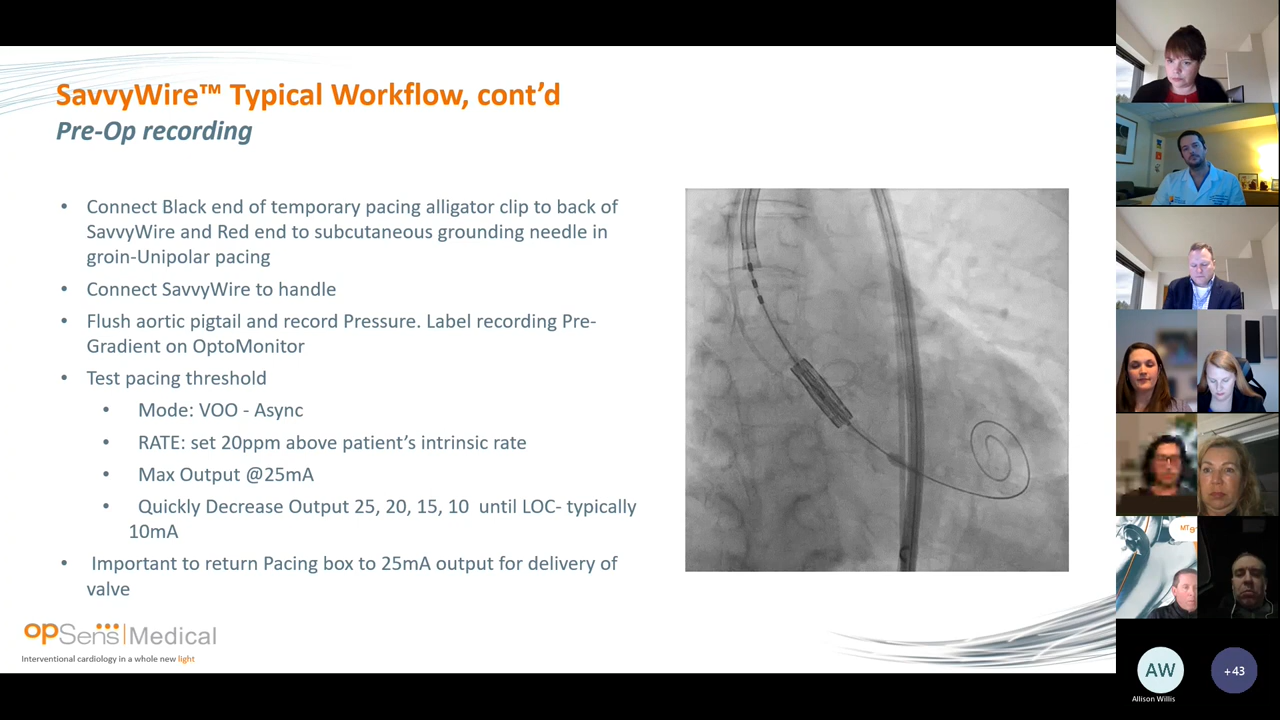 SavvyWire™ Typical Workflow, cont’d
Pre-Op recording
• Connect Black end of temporary pacing alligator clip to back of
SavvyWire and Red end to subcutaneous grounding needle in
groin-Unipolar pacing
• Connect SavvyWire to handle
• Flush aortic pigtail and record Pressure. Label recording Pre-
Gradient on OptoMonitor
• Test pacing threshold
• Mode: VOO - Async
• RATE: set 20ppm above patient’s intrinsic rate
• Max Output @25mA
• Quickly Decrease Output 25, 20, 15, 10 until LOC- typically
10mA
• Important to return Pacing box to 25mA output for delivery of
valve
opSens|Medical
Interventional cardiology in a whole new light
AW
Allison Willis
+43